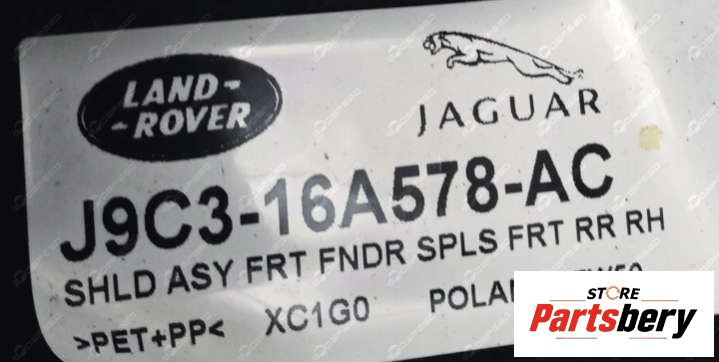 LAND-
-ROVER
JAGUAR
J9C3-16A578-AC
SHLD ASY FRT FNDR SPLS FRT RR RH
>PET+PP< XC1G0
STORE
Partsbery